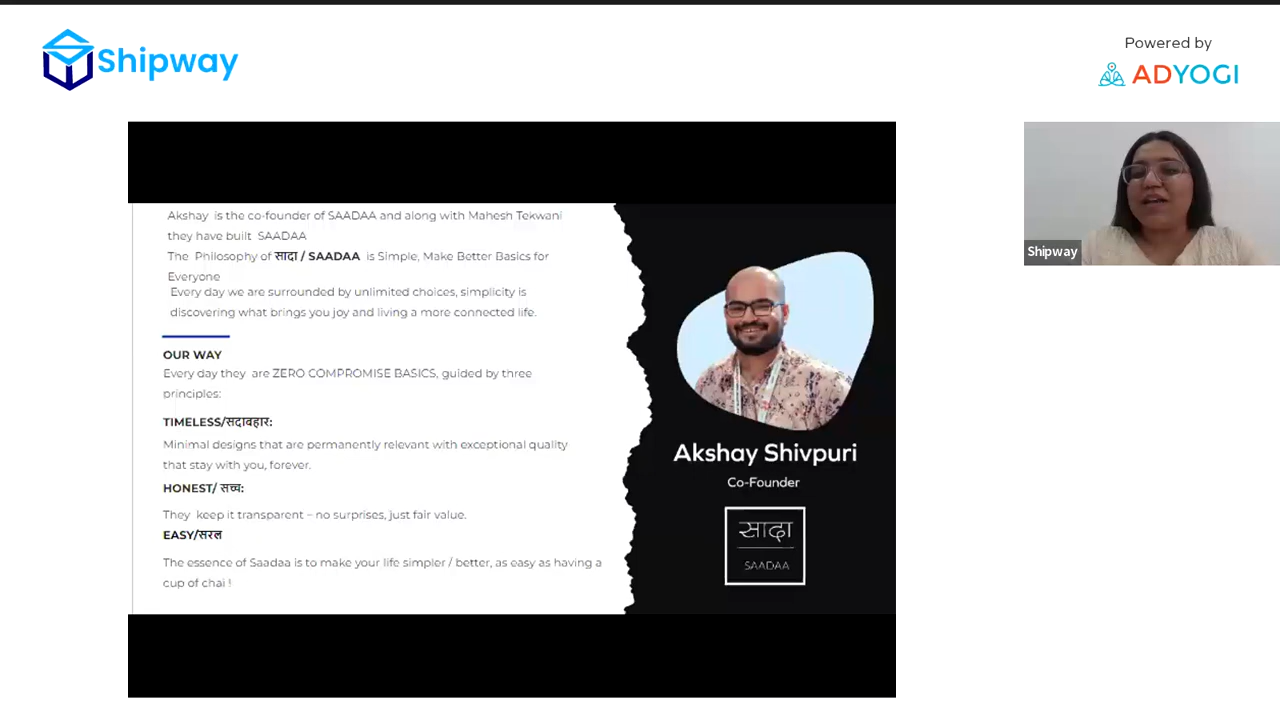 Shipway
Powered by
ADYOGI
Akshay is the co-founder of SAADAA and along with Mahesh Tekwani
they have built SAADAA
The Philosophy of सादा / SAADAA is Simple, Make Better Basics for
Everyone
Every day we are surrounded by unlimited choices, simplicity is
discovering what brings you joy and living a more connected life.
OUR WAY
Every day they are ZERO COMPROMISE BASICS, guided by three
principles:
TIMELESS/सदाबहार:
Minimal designs that are permanently relevant with exceptional quality
that stay with you, forever.
HONEST/ सच्च:
They keep it transparent – no surprises, just fair value.
EASY/सरल
The essence of Saadaa is to make your life simpler / better, as easy as having a
cup of chai !
Akshay Shivpuri
Co-Founder
सादा
SAADAA
Shipway